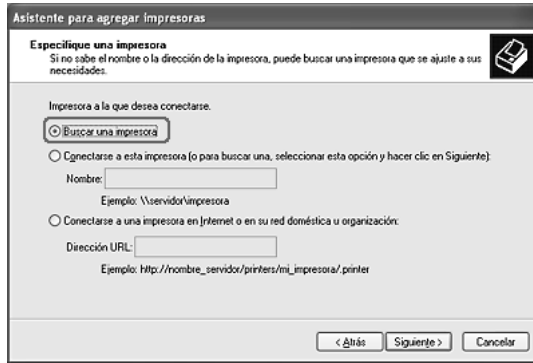 Asistente para agregar impresoras
Especifique una impresora
Si no sabe el nombre o la dirección de la impresora, puede buscar una impresora que se ajuste a sus
necesidades.
Impresora a la que desea conectarse.
Buscar una impresora
Conectarse a esta impresora (o para buscar una, seleccionar esta opción y hacer clic en Siguiente):
Nombre:
Ejemplo: \\servidor\impresora
Conectarse a una impresora en Internet o en su red doméstica u organización:
Dirección URL:
Ejemplo: http://nombre_servidor/printers/mi_impresora/.printer
< Atrás Siguiente > Cancelar